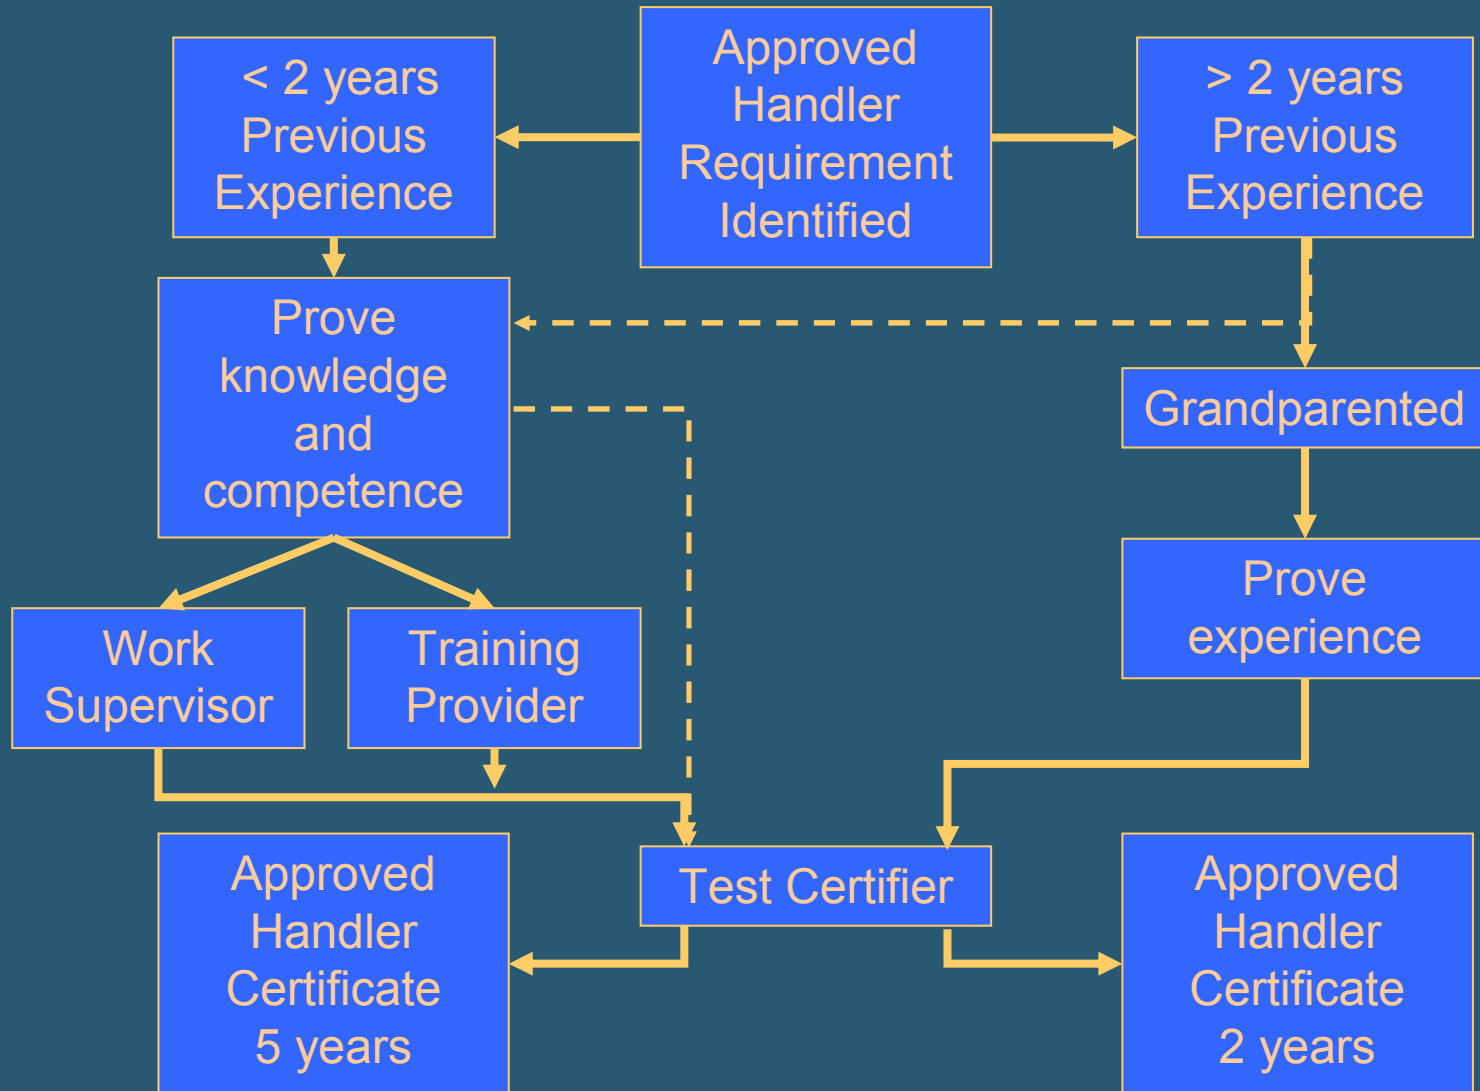 < 2 years
Previous
Experience
Approved
Handler
Requirement
Identified
> 2 years
Previous
Experience
Prove
knowledge
and
competence
Grandparented
Work
Supervisor
Training
Provider
Prove
experience
Approved
Handler
Certificate
5 years
Test Certifier
Approved
Handler
Certificate
2 years